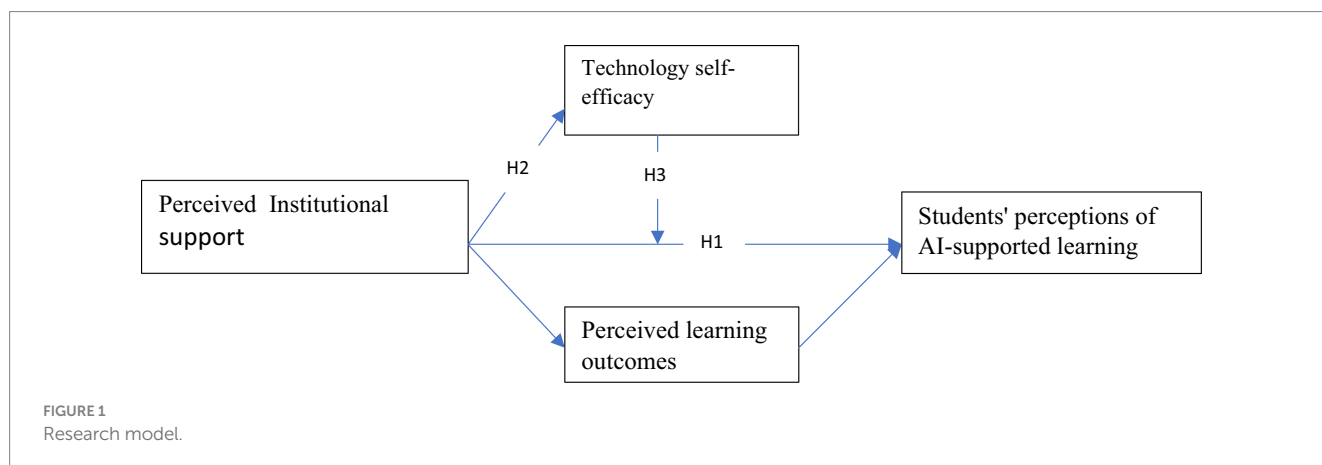 Technology self-
efficacy
H2
H3
Perceived Institutional
support
H1
Students' perceptions of
AI-supported learning
Perceived learning
outcomes
FIGURE 1
Research model.